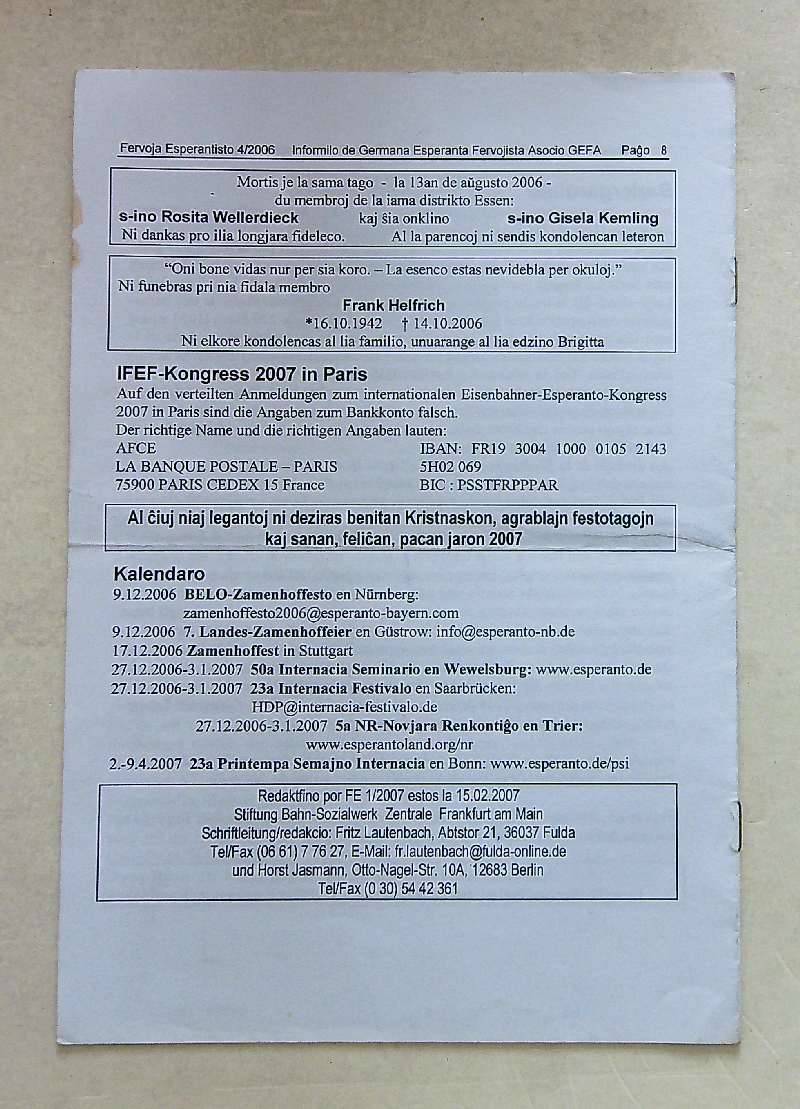 Fervoja Esperantisto 4/2006 Informilo de Germana Esperanta Fervojista Asocio GEFA Paĝo 8
Mortis je la sama tago - la 13an de aŭgusto 2006 -
du membroj de la iama distrikto Essen:
s-ino Rosita Wellerdieck kaj ŝia onklino s-ino Gisela Kemling
Ni dankas pro ilia longjara fideleco. Al la parencoj ni sendis kondolencan leteron
“Oni bone vidas nur per sia koro. – La esenco estas nevidebla per okuloj.”
Ni funebras pri nia fidala membro
Frank Helfrich
*16.10.1942 † 14.10.2006
Ni elkore kondolencas al lia familio, unuarange al lia edzino Brigitta
IFEF-Kongress 2007 in Paris
Auf den verteilten Anmeldungen zum internationalen Eisenbahner-Esperanto-Kongress
2007 in Paris sind die Angaben zum Bankkonto falsch.
Der richtige Name und die richtigen Angaben lauten:
AFCE IBAN: FR19 3004 1000 0105 2143
LA BANQUE POSTALE – PARIS 5H02 069
75900 PARIS CEDEX 15 France BIC : PSSTFRPPPAR
Al ĉiuj niaj legantoj ni deziras benitan Kristnaskon, agrablajn festotagojn
kaj sanan, feliĉan, pacan jaron 2007
Kalendaro
9.12.2006 BELO-Zamenhoffesto en Nürnberg:
zamenhoffesto2006@esperanto-bayern.com
9.12.2006 7. Landes-Zamenhoffeier en Güstrow: info@esperanto-nb.de
17.12.2006 Zamenhoffest in Stuttgart
27.12.2006-3.1.2007 50a Internacia Seminario en Wewelsburg: www.esperanto.de
27.12.2006-3.1.2007 23a Internacia Festivalo en Saarbrücken:
HDP@internacia-festivalo.de
27.12.2006-3.1.2007 5a NR-Novjara Renkontiĝo en Trier:
www.esperantoland.org/nr
2.-9.4.2007 23a Printempa Semajno Internacia en Bonn: www.esperanto.de/psi
Redaktfino por FE 1/2007 estos la 15.02.2007
Stiftung Bahn-Sozialwerk Zentrale Frankfurt am Main
Schriftleitung/redakcio: Fritz Lautenbach, Abtstor 21, 36037 Fulda
Tel/Fax (06 61) 7 76 27, E-Mail: fr.lautenbach@fulda-online.de
und Horst Jasmann, Otto-Nagel-Str. 10A, 12683 Berlin
Tel/Fax (0 30) 54 42 361